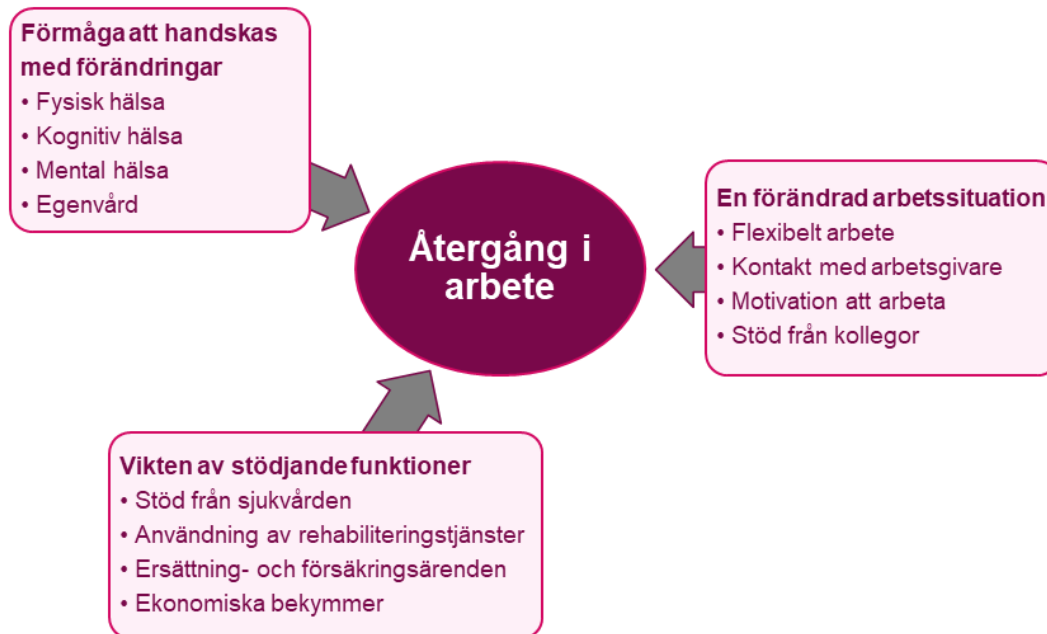 Förmåga att handskas
med förändringar
• Fysisk hälsa
• Kognitiv hälsa
• Mental hälsa
• Egenvård
Återgång i
arbete
En förändrad arbetssituation
• Flexibelt arbete
• Kontakt med arbetsgivare
• Motivation att arbeta
• Stöd från kollegor
Vikten av stödjande funktioner
• Stöd från sjukvården
• Användning av rehabiliteringstjänster
• Ersättning- och försäkringsärenden
• Ekonomiska bekymmer